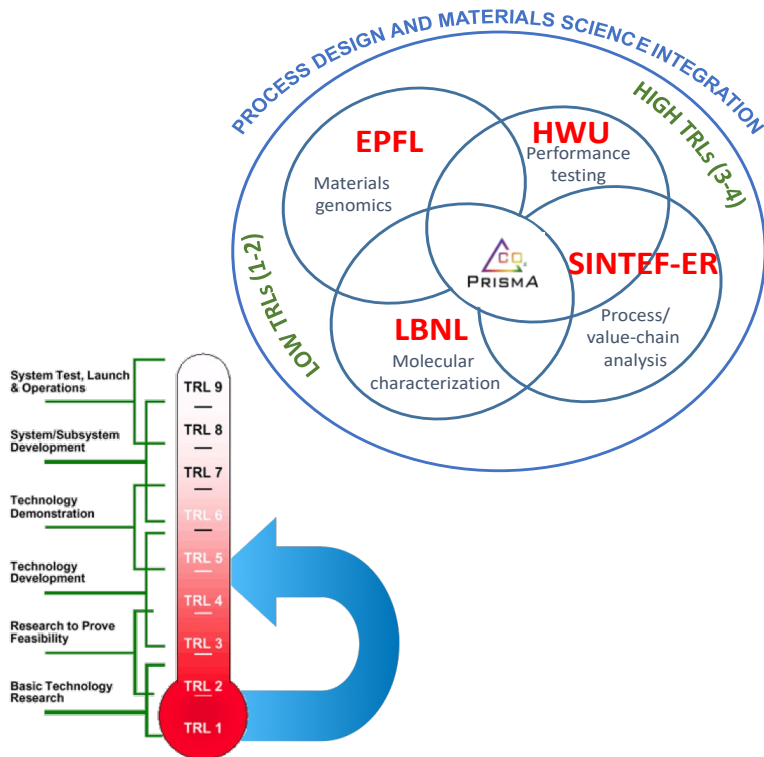 PROCESS DESIGN AND MATERIALS SCIENCE INTEGRATION
HIGH TRLs (3-4)
LOW TRLs (1-2)
EPFL
Materials
genomics
HWU
Performance
testing
CO
PRISMA
SINTEF-ER
Process/
value-chain
analysis
LBNL
Molecular
characterization
System Test, Launch
& Operations
System/Subsystem
Development
Technology
Demonstration
Technology
Development
Research to Prove
Feasibility
Basic Technology
Research
TRL 9
TRL 8
TRL 7
TRL 6
TRL 5
TRL 4
TRL 3
TRL 2
TRL 1